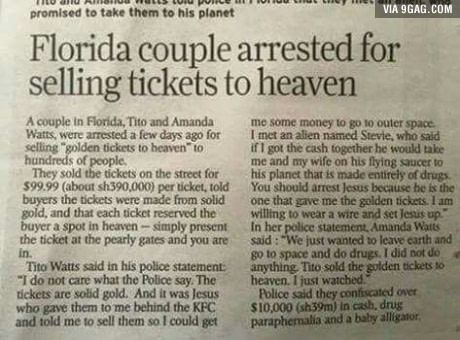 VIA 9GAG.COM
promised to take them to his planet
Florida couple arrested for
selling tickets to heaven
A couple in Florida, Tito and Amanda
Watts, were arrested a few days ago for
selling "golden tickets to heaven" to
hundreds of people.
They sold the tickets on the street for
$99.99 (about sh390,000) per ticket, told
buyers the tickets were made from solid
gold, and that each ticket reserved the
buyer a spot in heaven — simply present
the ticket at the pearly gates and you are
in.
Tito Watts said in his police statement:
"I do not care what the Police say. The
tickets are solid gold. And it was Jesus
who gave them to me behind the KFC
and told me to sell them so I could get
me some money to go to outer space.
I met an alien named Stevie, who said
if I got the cash together he would take
me and my wife on his flying saucer to
his planet that is made entirely of drugs.
You should arrest Jesus because he is the
one that gave me the golden tickets. I am
willing to wear a wire and set Jesus up."
In her police statement, Amanda Watts
said : "We just wanted to leave earth and
go to space and do drugs. I did not do
anything. Tito sold the golden tickets to
heaven. I just watched."
Police said they confiscated over
$10,000 (sh39m) in cash, drug
paraphernalia and a baby alligator.